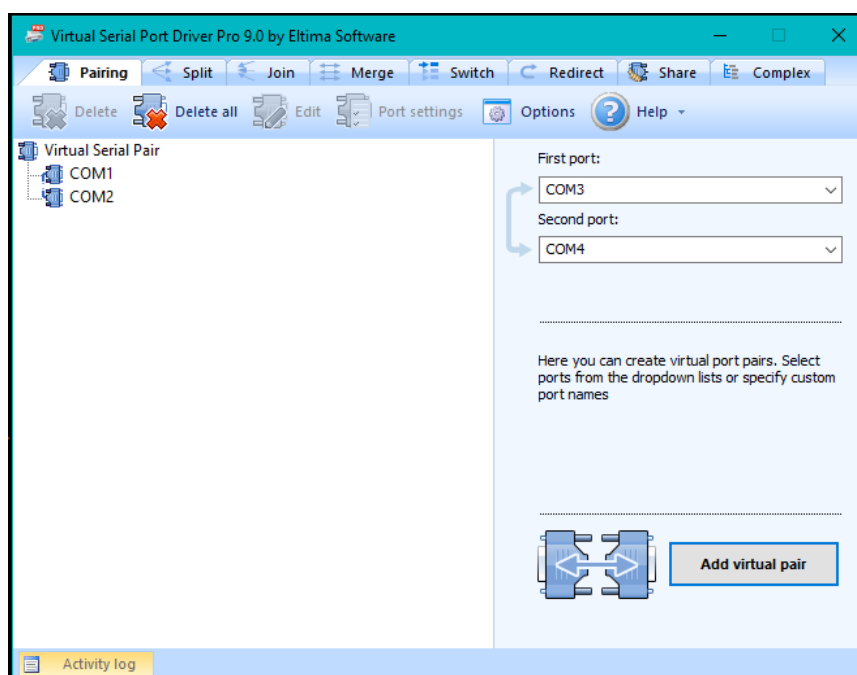 Virtual Serial Port Driver Pro 9.0 by Eltima Software
Pairing Split Join Merge Switch Redirect Share Complex
Delete Delete all Edit Port settings Options Help
Virtual Serial Pair
COM1
COM2
First port:
COM3
Second port:
COM4
Here you can create virtual port pairs. Select
ports from the dropdown lists or specify custom
port names
Add virtual pair
Activity log